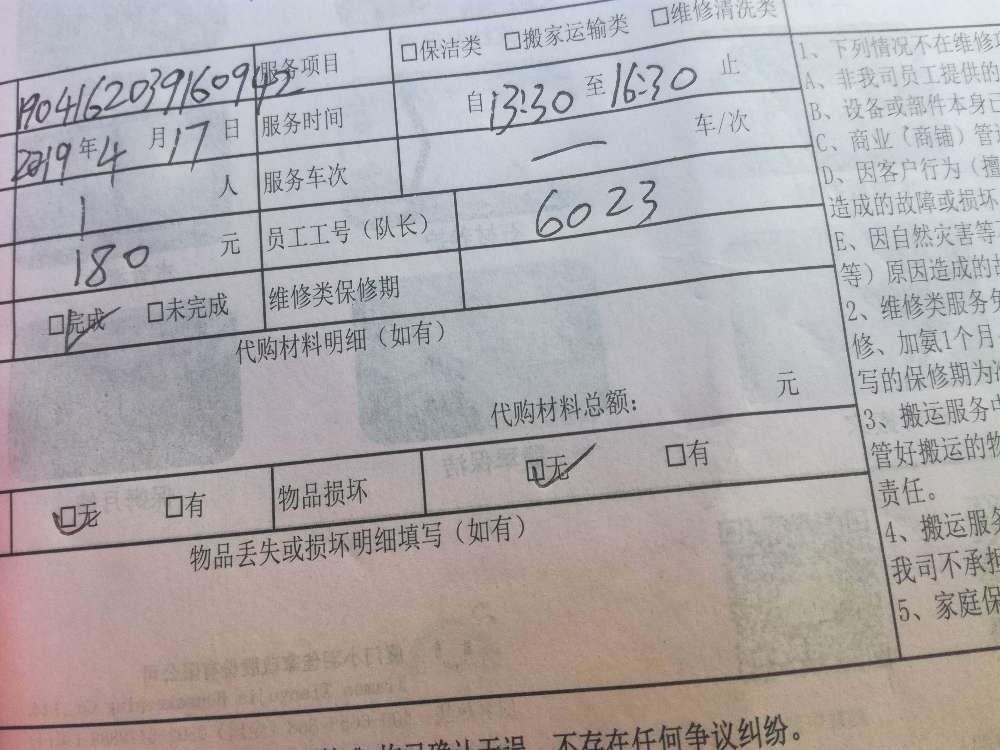 服务项目 □保洁类 □搬家运输类 □维修清洗类
2019年4月17日 服务时间 自13:30至16:30止
1人 服务车次 一 车/次
180元 员工工号（队长） 6023
□完成 □未完成 维修类保修期
代购材料明细（如有）
代购材料总额： 元
□无 □有 物品损坏 □无 □有
物品丢失或损坏明细填写（如有）
1、下列情况不在维修
A、非我司员工提供的
B、设备或部件本身
C、商业（商铺）管
D、因客户行为（擅
造成的故障或损坏
E、因自然灾害等
等）原因造成的
2、维修类服务
修、加氨1个月
写的保修期为
3、搬运服务
管好搬运的物
责任。
4、搬运服务
我司不承担
5、家庭保
已确认无误，不存在任何争议纠纷。